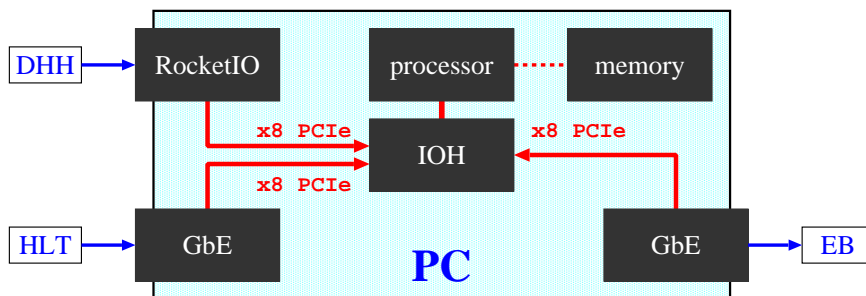 DHH
RocketIO
processor
memory
x8 PCIe
x8 PCIe
IOH
x8 PCIe
HLT
GbE
GbE
EB
PC